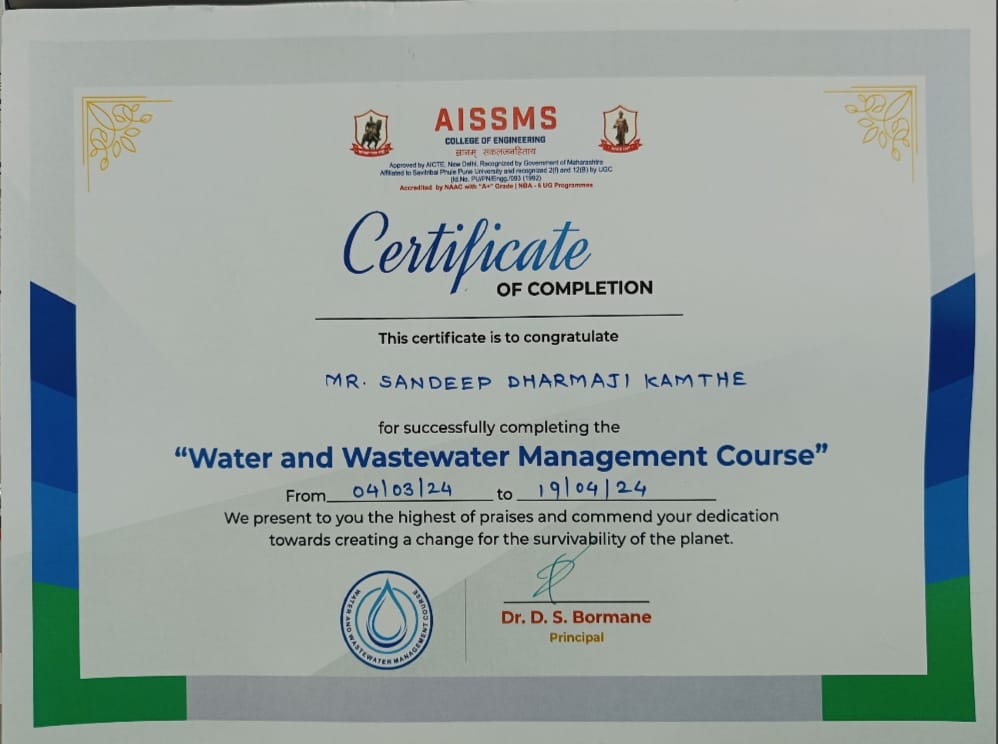 AISSMS
COLLEGE OF ENGINEERING
ज्ञानम् सकलजनहिताय
Approved by AICTE, New Delhi, Recognized by Government of Maharashtra
Affiliated to Savitribai Phule Pune University and recognized 2(f) and 12(B) by UGC
(Id.No. PU/PN/Engg./093 (1992)
Accredited by NAAC with "A+" Grade | NBA - 6 UG Programmes
Certificate
OF COMPLETION
This certificate is to congratulate
MR. SANDEEP DHARMAJI KAMTHE
for successfully completing the
“Water and Wastewater Management Course”
From 04/03/24 to 19/04/24
We present to you the highest of praises and commend your dedication
towards creating a change for the survivability of the planet.
WATER AND WASTEWATER MANAGEMENT COURSE
Dr. D. S. Bormane
Principal